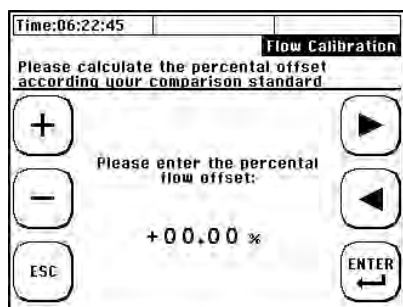 Time:06:22:45
Flow Calibration
Please calculate the percental offset
according your comparison standard
+
Please enter the percental
flow offset:
−
+00.00 %
ESC
ENTER